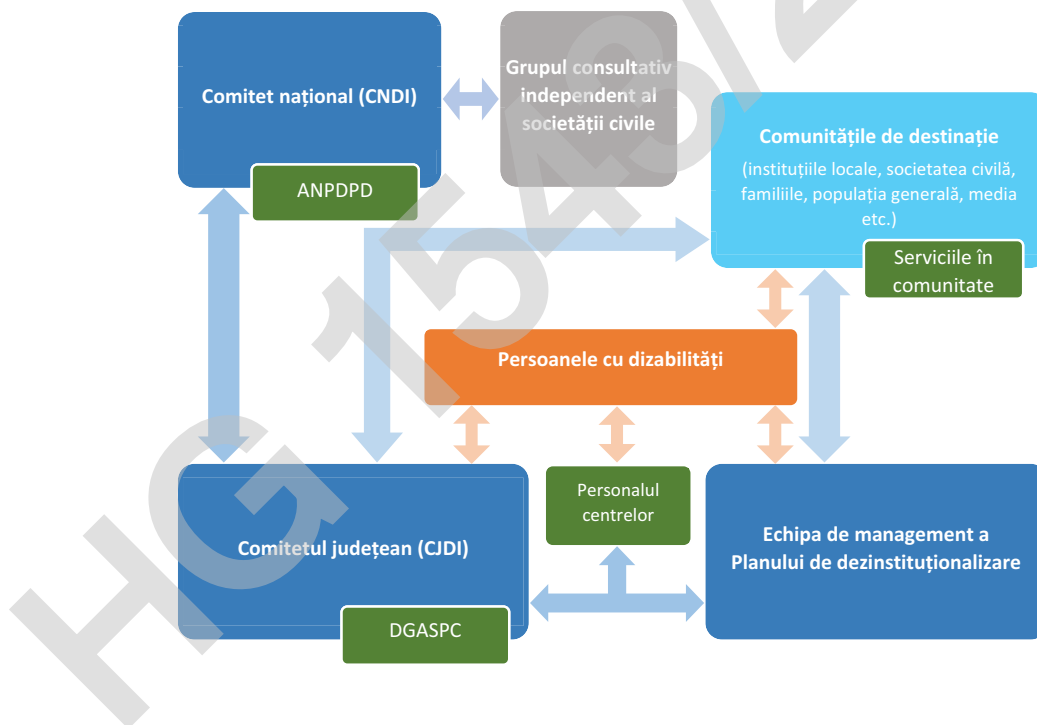 Comitet național (CNDI)
ANPDPD
Grupul consultativ
independent al
societății civile
Comunitățile de destinație
(instituțiile locale, societatea civilă,
familiile, populația generală, media
etc.)
Serviciile în
comunitate
Persoanele cu dizabilități
Comitetul județean (CJDI)
DGASPC
Personalul
centrelor
Echipa de management a
Planului de dezinstituționalizare
HG 1543/2